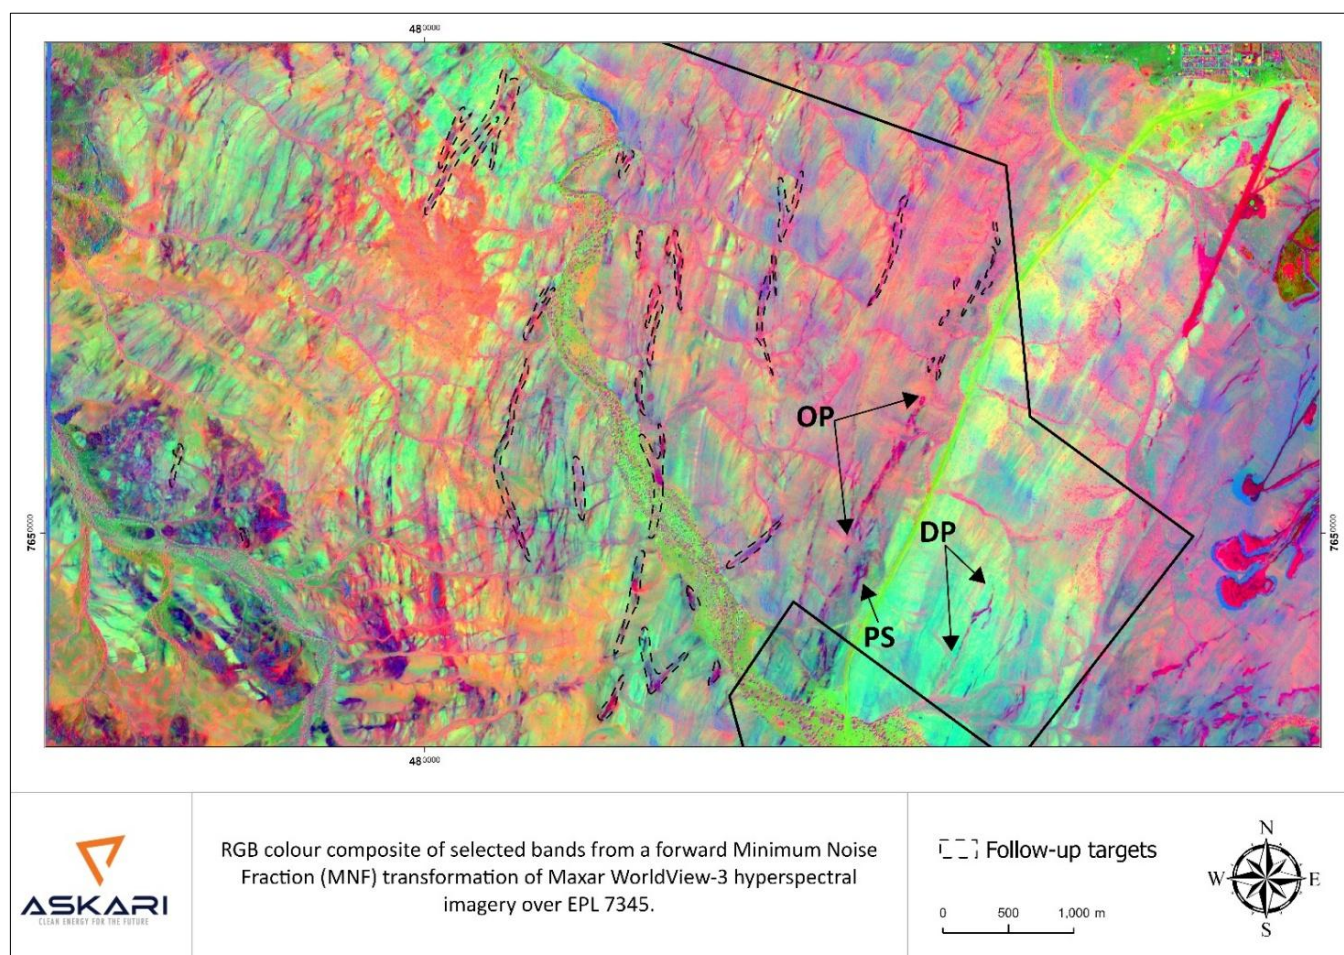 48⁰⁰⁰⁰
OP
765⁰⁰⁰⁰
765⁰⁰⁰⁰
DP
PS
48⁰⁰⁰⁰
RGB colour composite of selected bands from a forward Minimum Noise
Fraction (MNF) transformation of Maxar WorldView-3 hyperspectral
imagery over EPL 7345.
ASKARI
CLEAN ENERGY FOR THE FUTURE
Follow-up targets
0 500 1,000 m
N
W E
S